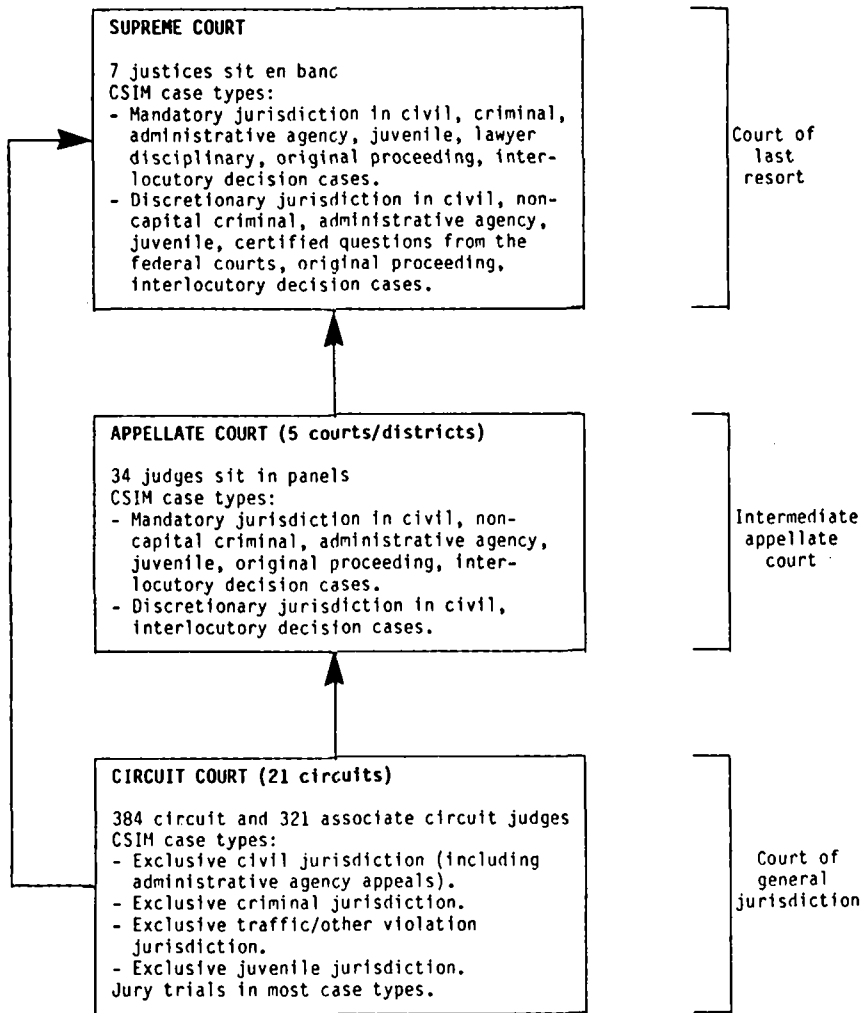 SUPREME COURT
7 justices sit en banc
CSIM case types:
- Mandatory jurisdiction in civil, criminal,
administrative agency, juvenile, lawyer
disciplinary, original proceeding, inter-
locutory decision cases.
- Discretionary jurisdiction in civil, non-
capital criminal, administrative agency,
juvenile, certified questions from the
federal courts, original proceeding,
interlocutory decision cases.
Court of
last
resort
APPELLATE COURT (5 courts/districts)
34 judges sit in panels
CSIM case types:
- Mandatory jurisdiction in civil, non-
capital criminal, administrative agency,
juvenile, original proceeding, inter-
locutory decision cases.
- Discretionary jurisdiction in civil,
interlocutory decision cases.
Intermediate
appellate
court
CIRCUIT COURT (21 circuits)
384 circuit and 321 associate circuit judges
CSIM case types:
- Exclusive civil jurisdiction (including
administrative agency appeals).
- Exclusive criminal jurisdiction.
- Exclusive traffic/other violation
jurisdiction.
- Exclusive juvenile jurisdiction.
Jury trials in most case types.
Court of
general
jurisdiction